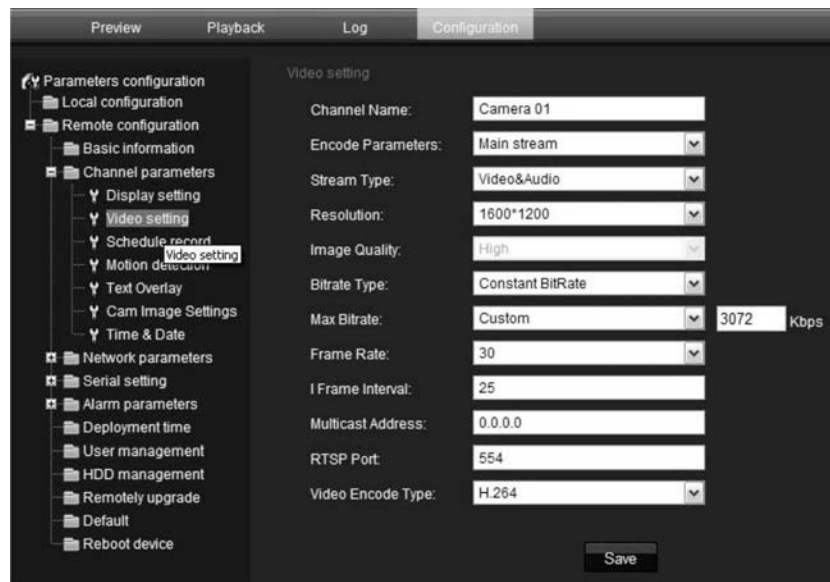 Preview Playback Log Configuration
Parameters configuration
Local configuration
Remote configuration
Basic information
Channel parameters
Display setting
Video setting
Schedule record
Video setting
Motion detection
Text Overlay
Cam Image Settings
Time & Date
Network parameters
Serial setting
Alarm parameters
Deployment time
User management
HDD management
Remotely upgrade
Default
Reboot device
Video setting
Channel Name: Camera 01
Encode Parameters: Main stream
Stream Type: Video&Audio
Resolution: 1600*1200
Image Quality: High
Bitrate Type: Constant BitRate
Max Bitrate: Custom 3072 Kbps
Frame Rate: 30
I Frame Interval: 25
Multicast Address: 0.0.0.0
RTSP Port: 554
Video Encode Type: H.264
Save